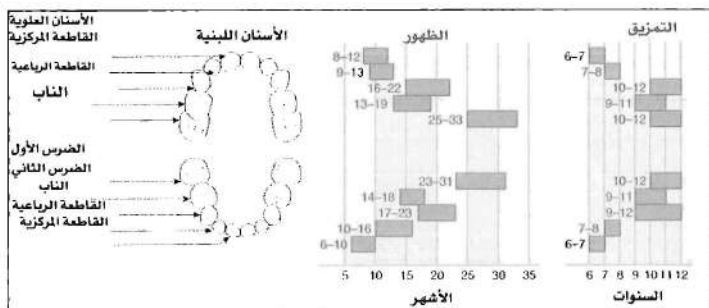 الأسنان العلوية
القاطعة المركزية
القاطعة الرباعية
الناب
الضرس الأول
الضرس الثاني
الناب
القاطعة الرباعية
القاطعة المركزية
الأسنان اللبنية
الظهور
8–12
9–13
16–22
13–19
25–33
23–31
14–18
17–23
10–16
6–10
5 10 15 20 25 30 35
الأشهر
التمزيق
6–7
7–8
10–12
9–11
10–12
10–12
9–11
9–12
7–8
6–7
6 7 8 9 10 11 12
السنوات